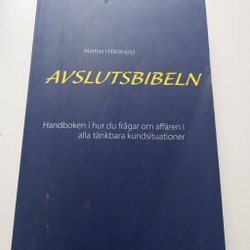 Mattias Hillestrand
AVSLUTSBIBELN
Handboken i hur du frågar om affären i
alla tänkbara kundsituationer